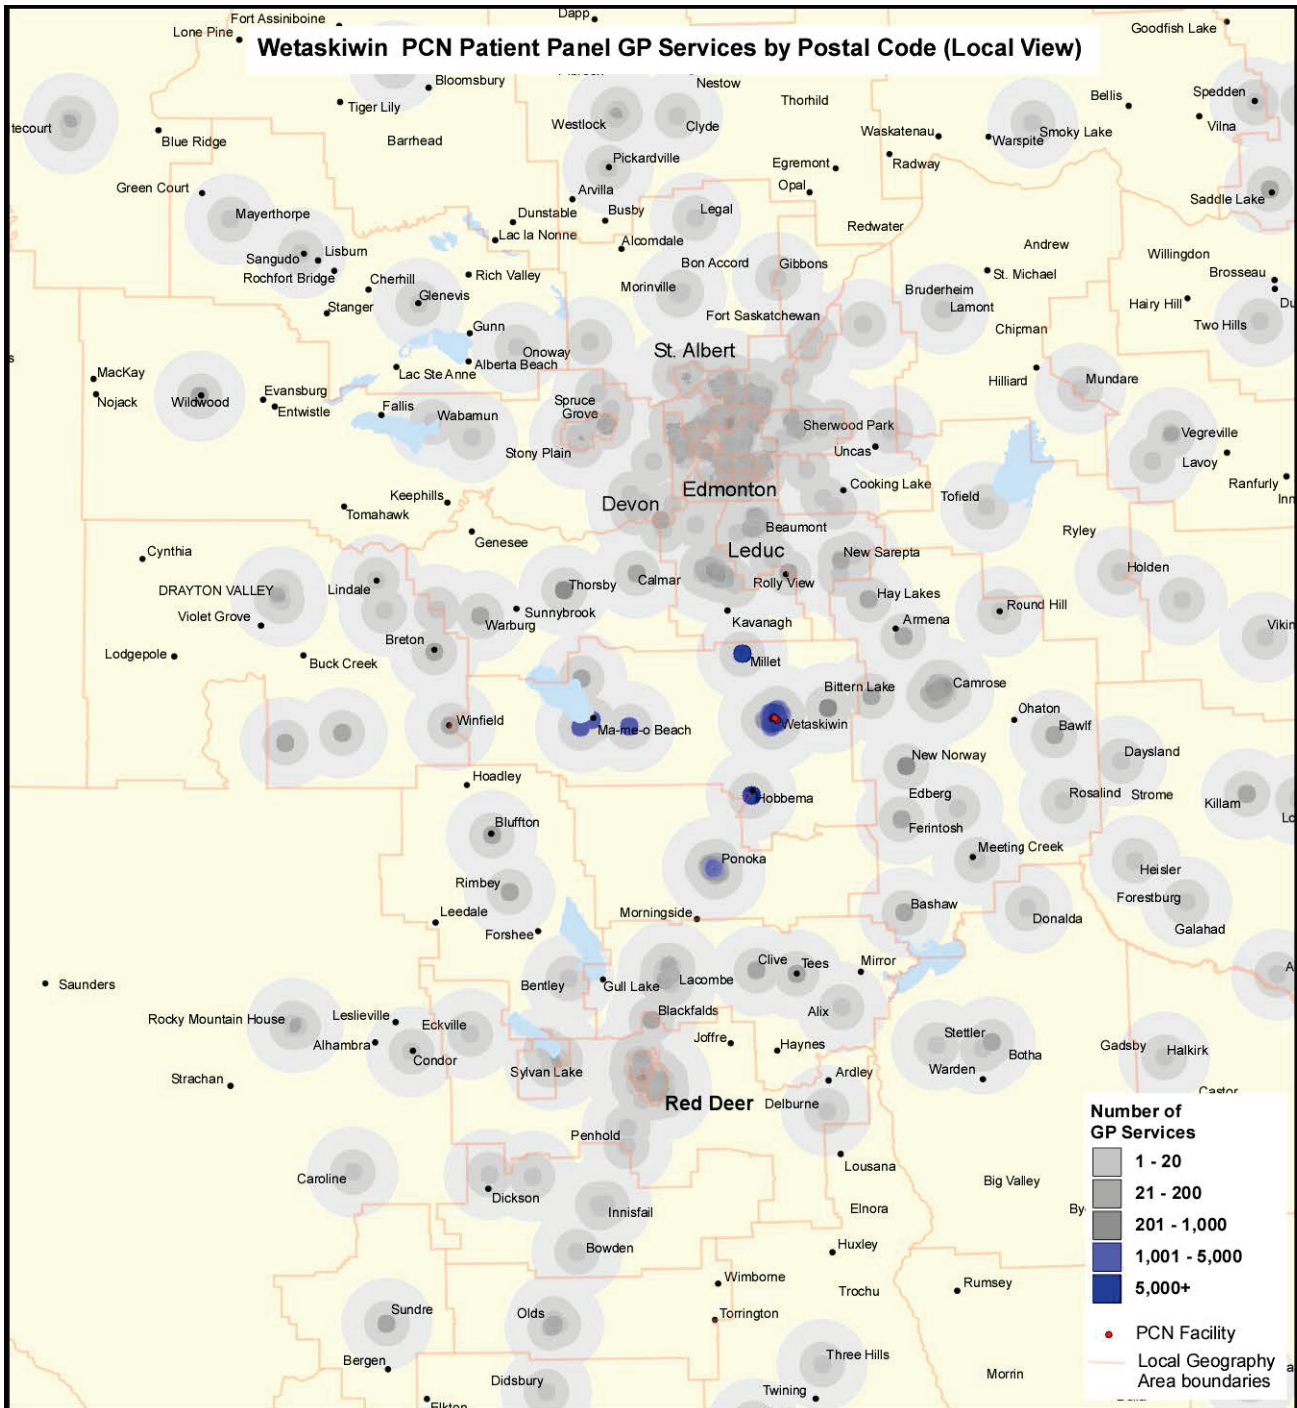 Fort Assiniboine
Dapp
Goodfish Lake
Lone Pine
Wetaskiwin PCN Patient Panel GP Services by Postal Code (Local View)
Bloomsbury
Nestow
Tiger Lily
Thorhild
Bellis
Spedden
tecourt
Blue Ridge
Barrhead
Westlock
Clyde
Waskatenau
Warspite
Smoky Lake
Vilna
Pickardville
Egremont
Radway
Green Court
Arvilla
Opal
Saddle Lake
Mayerthorpe
Dunstable
Busby
Legal
Redwater
Lac la Nonne
Alcomdale
Andrew
Sangudo
Lisburn
Willingdon
Rochfort Bridge
Cherhill
Rich Valley
Bon Accord
Gibbons
St. Michael
Brosseau
Stanger
Glenevis
Morinville
Bruderheim
Lamont
Hairy Hill
Du
Gunn
Fort Saskatchewan
Chipman
Two Hills
Onoway
St. Albert
s
MacKay
Lac Ste Anne
Alberta Beach
Hilliard
Mundare
Nojack
Wildwood
Evansburg
Entwistle
Fallis
Wabamun
Spruce
Grove
Sherwood Park
Uncas
Vegreville
Stony Plain
Lavoy
Edmonton
Cooking Lake
Ranfurly
Inn
Keephills
Tomahawk
Devon
Tofield
Beaumont
Ryley
Genesee
Leduc
New Sarepta
Cynthia
Holden
DRAYTON VALLEY
Lindale
Thorsby
Calmar
Rolly View
Hay Lakes
Round Hill
Violet Grove
Sunnybrook
Warburg
Kavanagh
Armena
Vikin
Breton
Lodgepole
Buck Creek
Millet
Bittern Lake
Camrose
Winfield
Ma-me-o Beach
Wetaskiwin
Ohaton
Bawlf
New Norway
Daysland
Hoadley
Hobbema
Edberg
Rosalind
Strome
Killam
Lo
Bluffton
Ferintosh
Meeting Creek
Ponoka
Heisler
Rimbey
Forestburg
Leedale
Morningside
Bashaw
Donalda
Galahad
Forshee
Clive
Tees
Mirror
A
Saunders
Bentley
Gull Lake
Lacombe
Rocky Mountain House
Leslieville
Eckville
Blackfalds
Alix
Alhambra
Condor
Joffre
Haynes
Stettler
Botha
Gadsby
Halkirk
Strachan
Sylvan Lake
Ardley
Warden
Castor
Red Deer
Delburne
Penhold
Lousana
Caroline
Dickson
Innisfail
Elnora
Big Valley
By
Bowden
Huxley
Wimborne
Trochu
Rumsey
Sundre
Olds
Torrington
Bergen
Three Hills
Morrin
Didsbury
Twining
Elkton
Number of
GP Services
1 - 20
21 - 200
201 - 1,000
1,001 - 5,000
5,000+
PCN Facility
Local Geography
Area boundaries
a